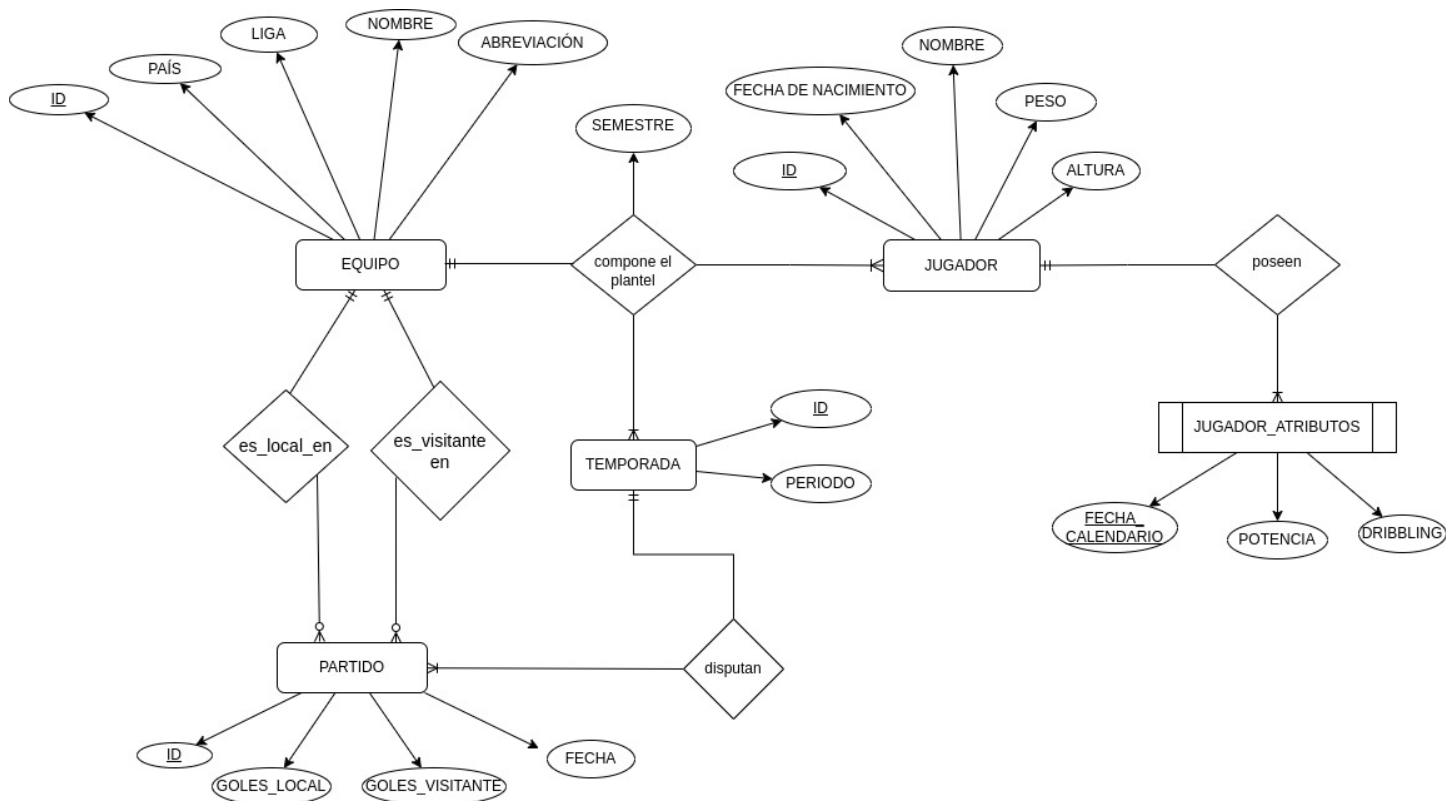 NOMBRE
LIGA
ABREVIACIÓN
PAÍS
ID
NOMBRE
FECHA DE NACIMIENTO
PESO
SEMESTRE
ID
ALTURA
EQUIPO
compone el
plantel
JUGADOR
poseen
es_local_en
es_visitante
en
ID
TEMPORADA
PERIODO
JUGADOR_ATRIBUTOS
FECHA_
CALENDARIO
POTENCIA
DRIBBLING
PARTIDO
disputan
ID
GOLES_LOCAL
GOLES_VISITANTE
FECHA